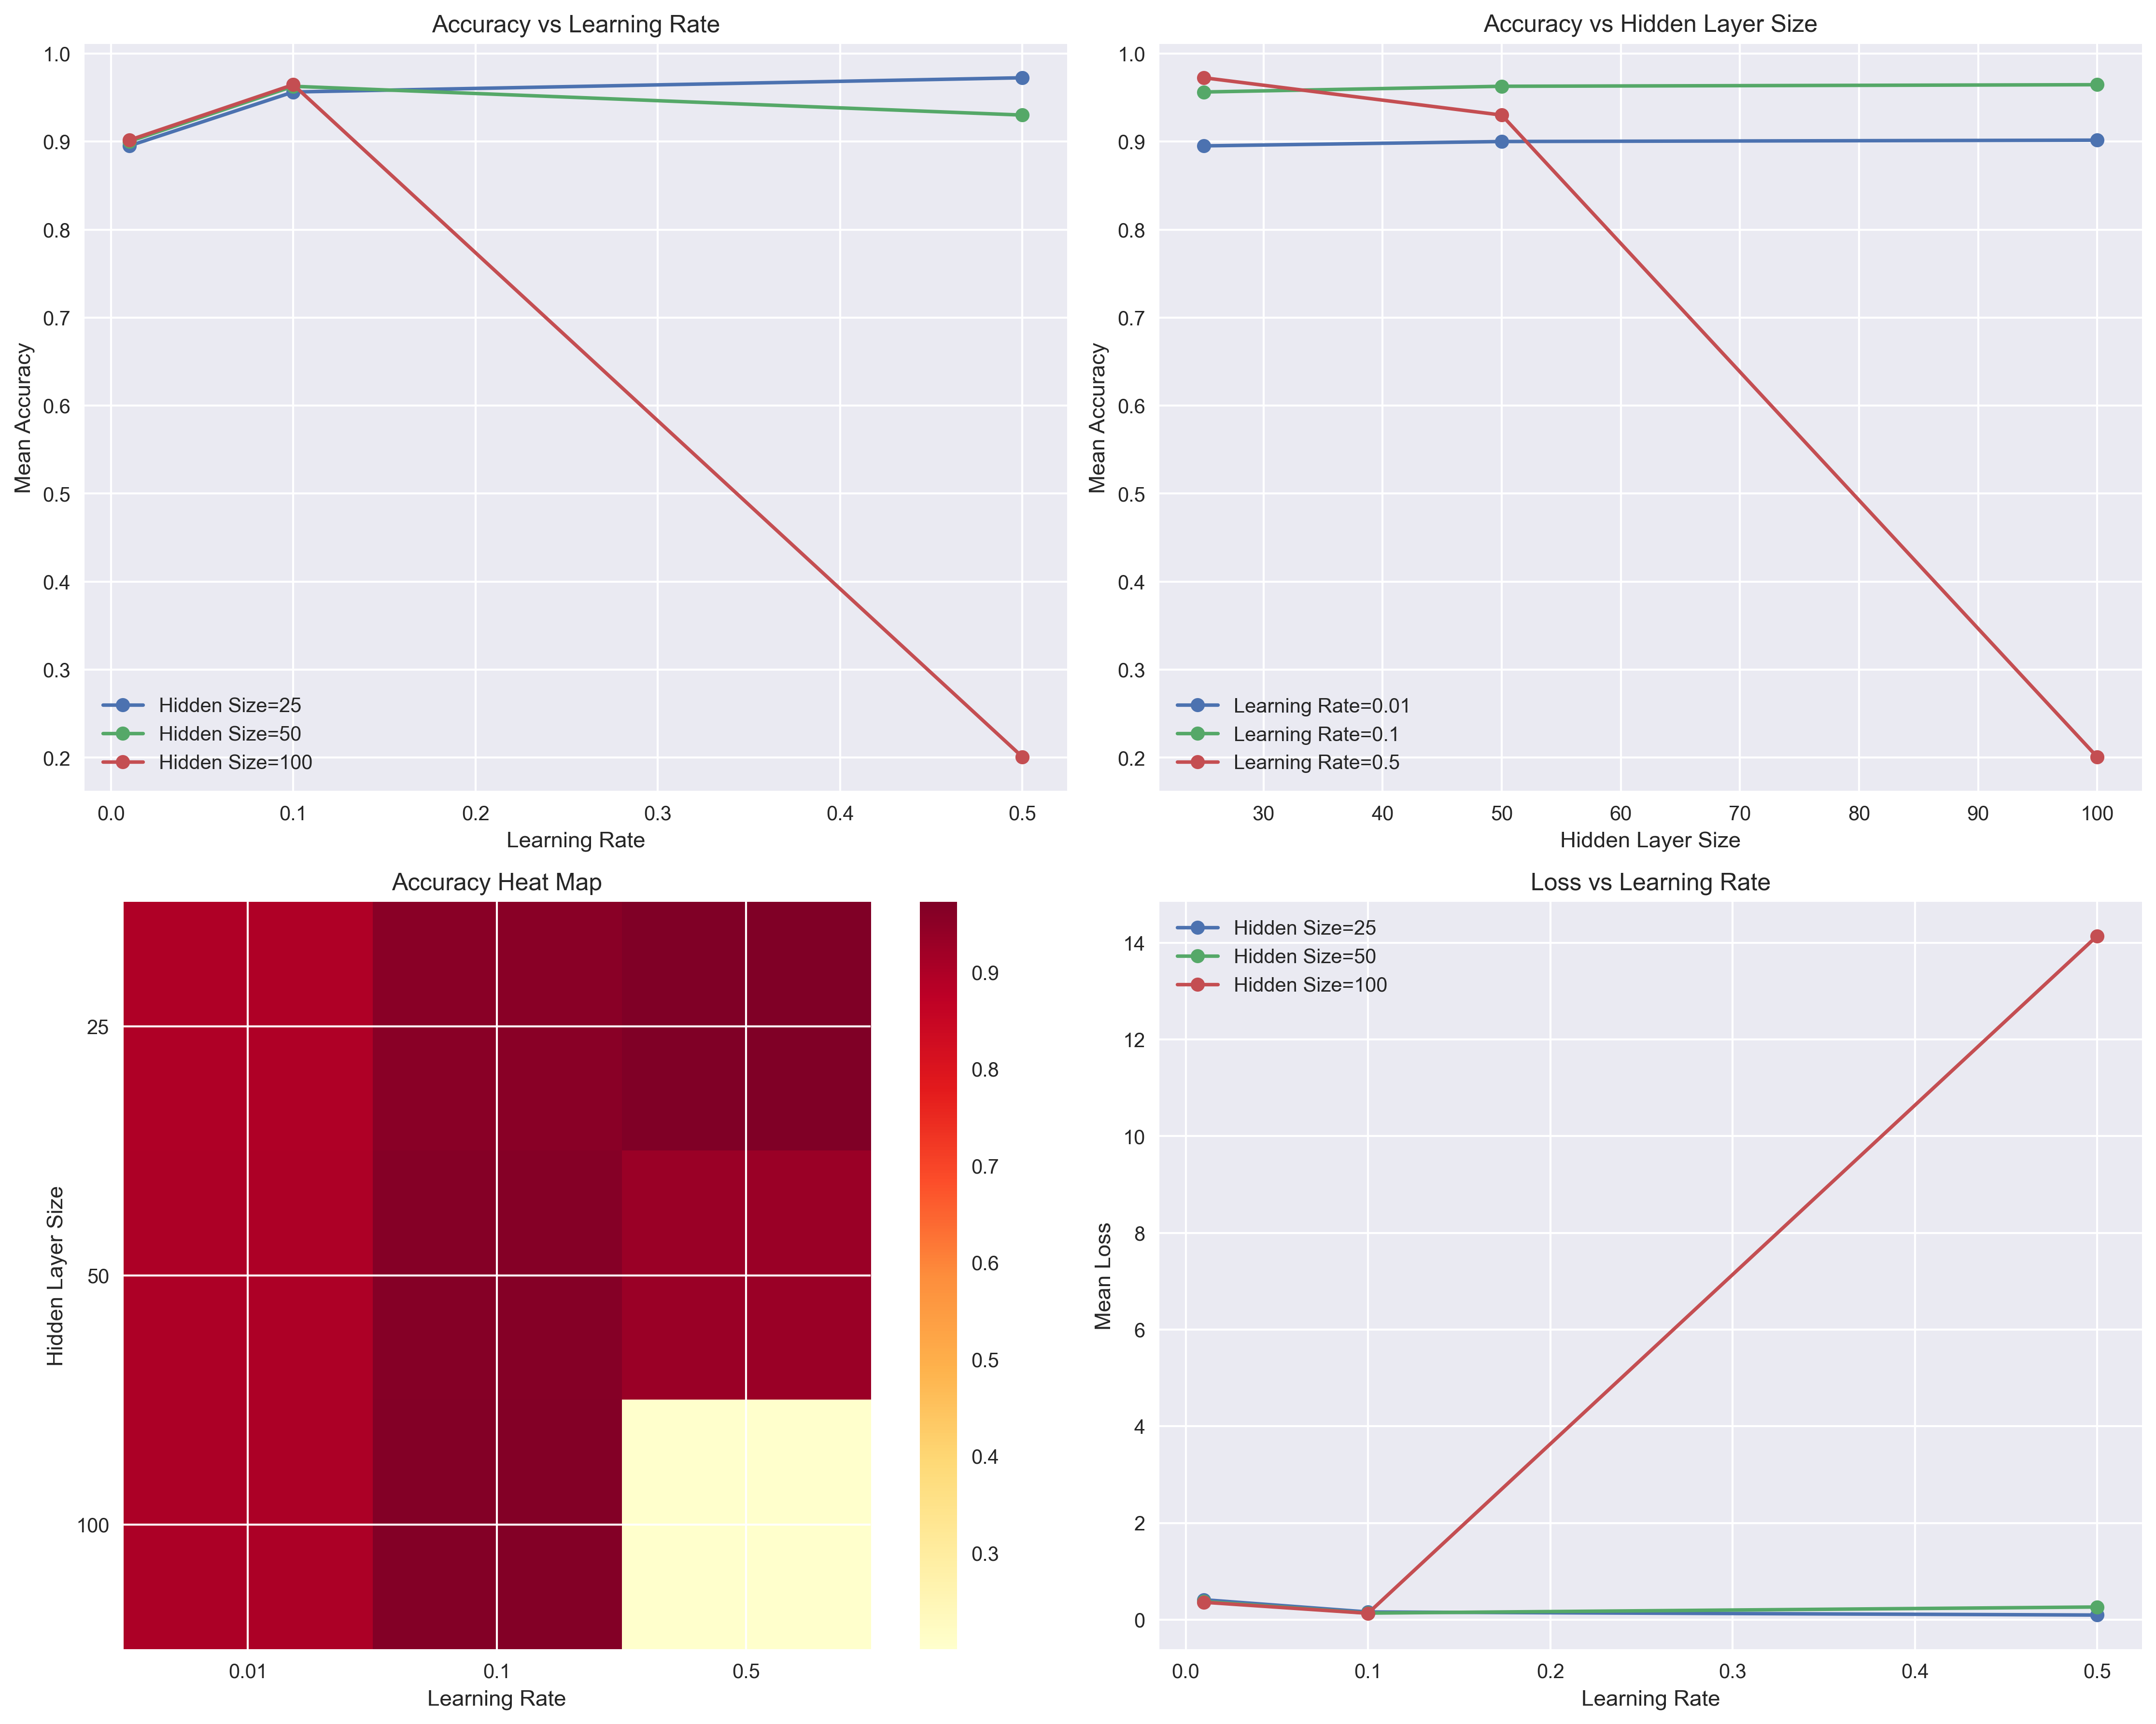 Accuracy vs Learning Rate
Mean Accuracy
1.0
0.9
0.8
0.7
0.6
0.5
0.4
0.3
0.2
Hidden Size=25
Hidden Size=50
Hidden Size=100
0.0 0.1 0.2 0.3 0.4 0.5
Learning Rate
Accuracy vs Hidden Layer Size
Mean Accuracy
1.0
0.9
0.8
0.7
0.6
0.5
0.4
0.3
0.2
Learning Rate=0.01
Learning Rate=0.1
Learning Rate=0.5
30 40 50 60 70 80 90 100
Hidden Layer Size
Accuracy Heat Map
Hidden Layer Size
25
50
100
0.01 0.1 0.5
Learning Rate
0.9
0.8
0.7
0.6
0.5
0.4
0.3
Loss vs Learning Rate
Mean Loss
Hidden Size=25
Hidden Size=50
Hidden Size=100
14
12
10
8
6
4
2
0
0.0 0.1 0.2 0.3 0.4 0.5
Learning Rate